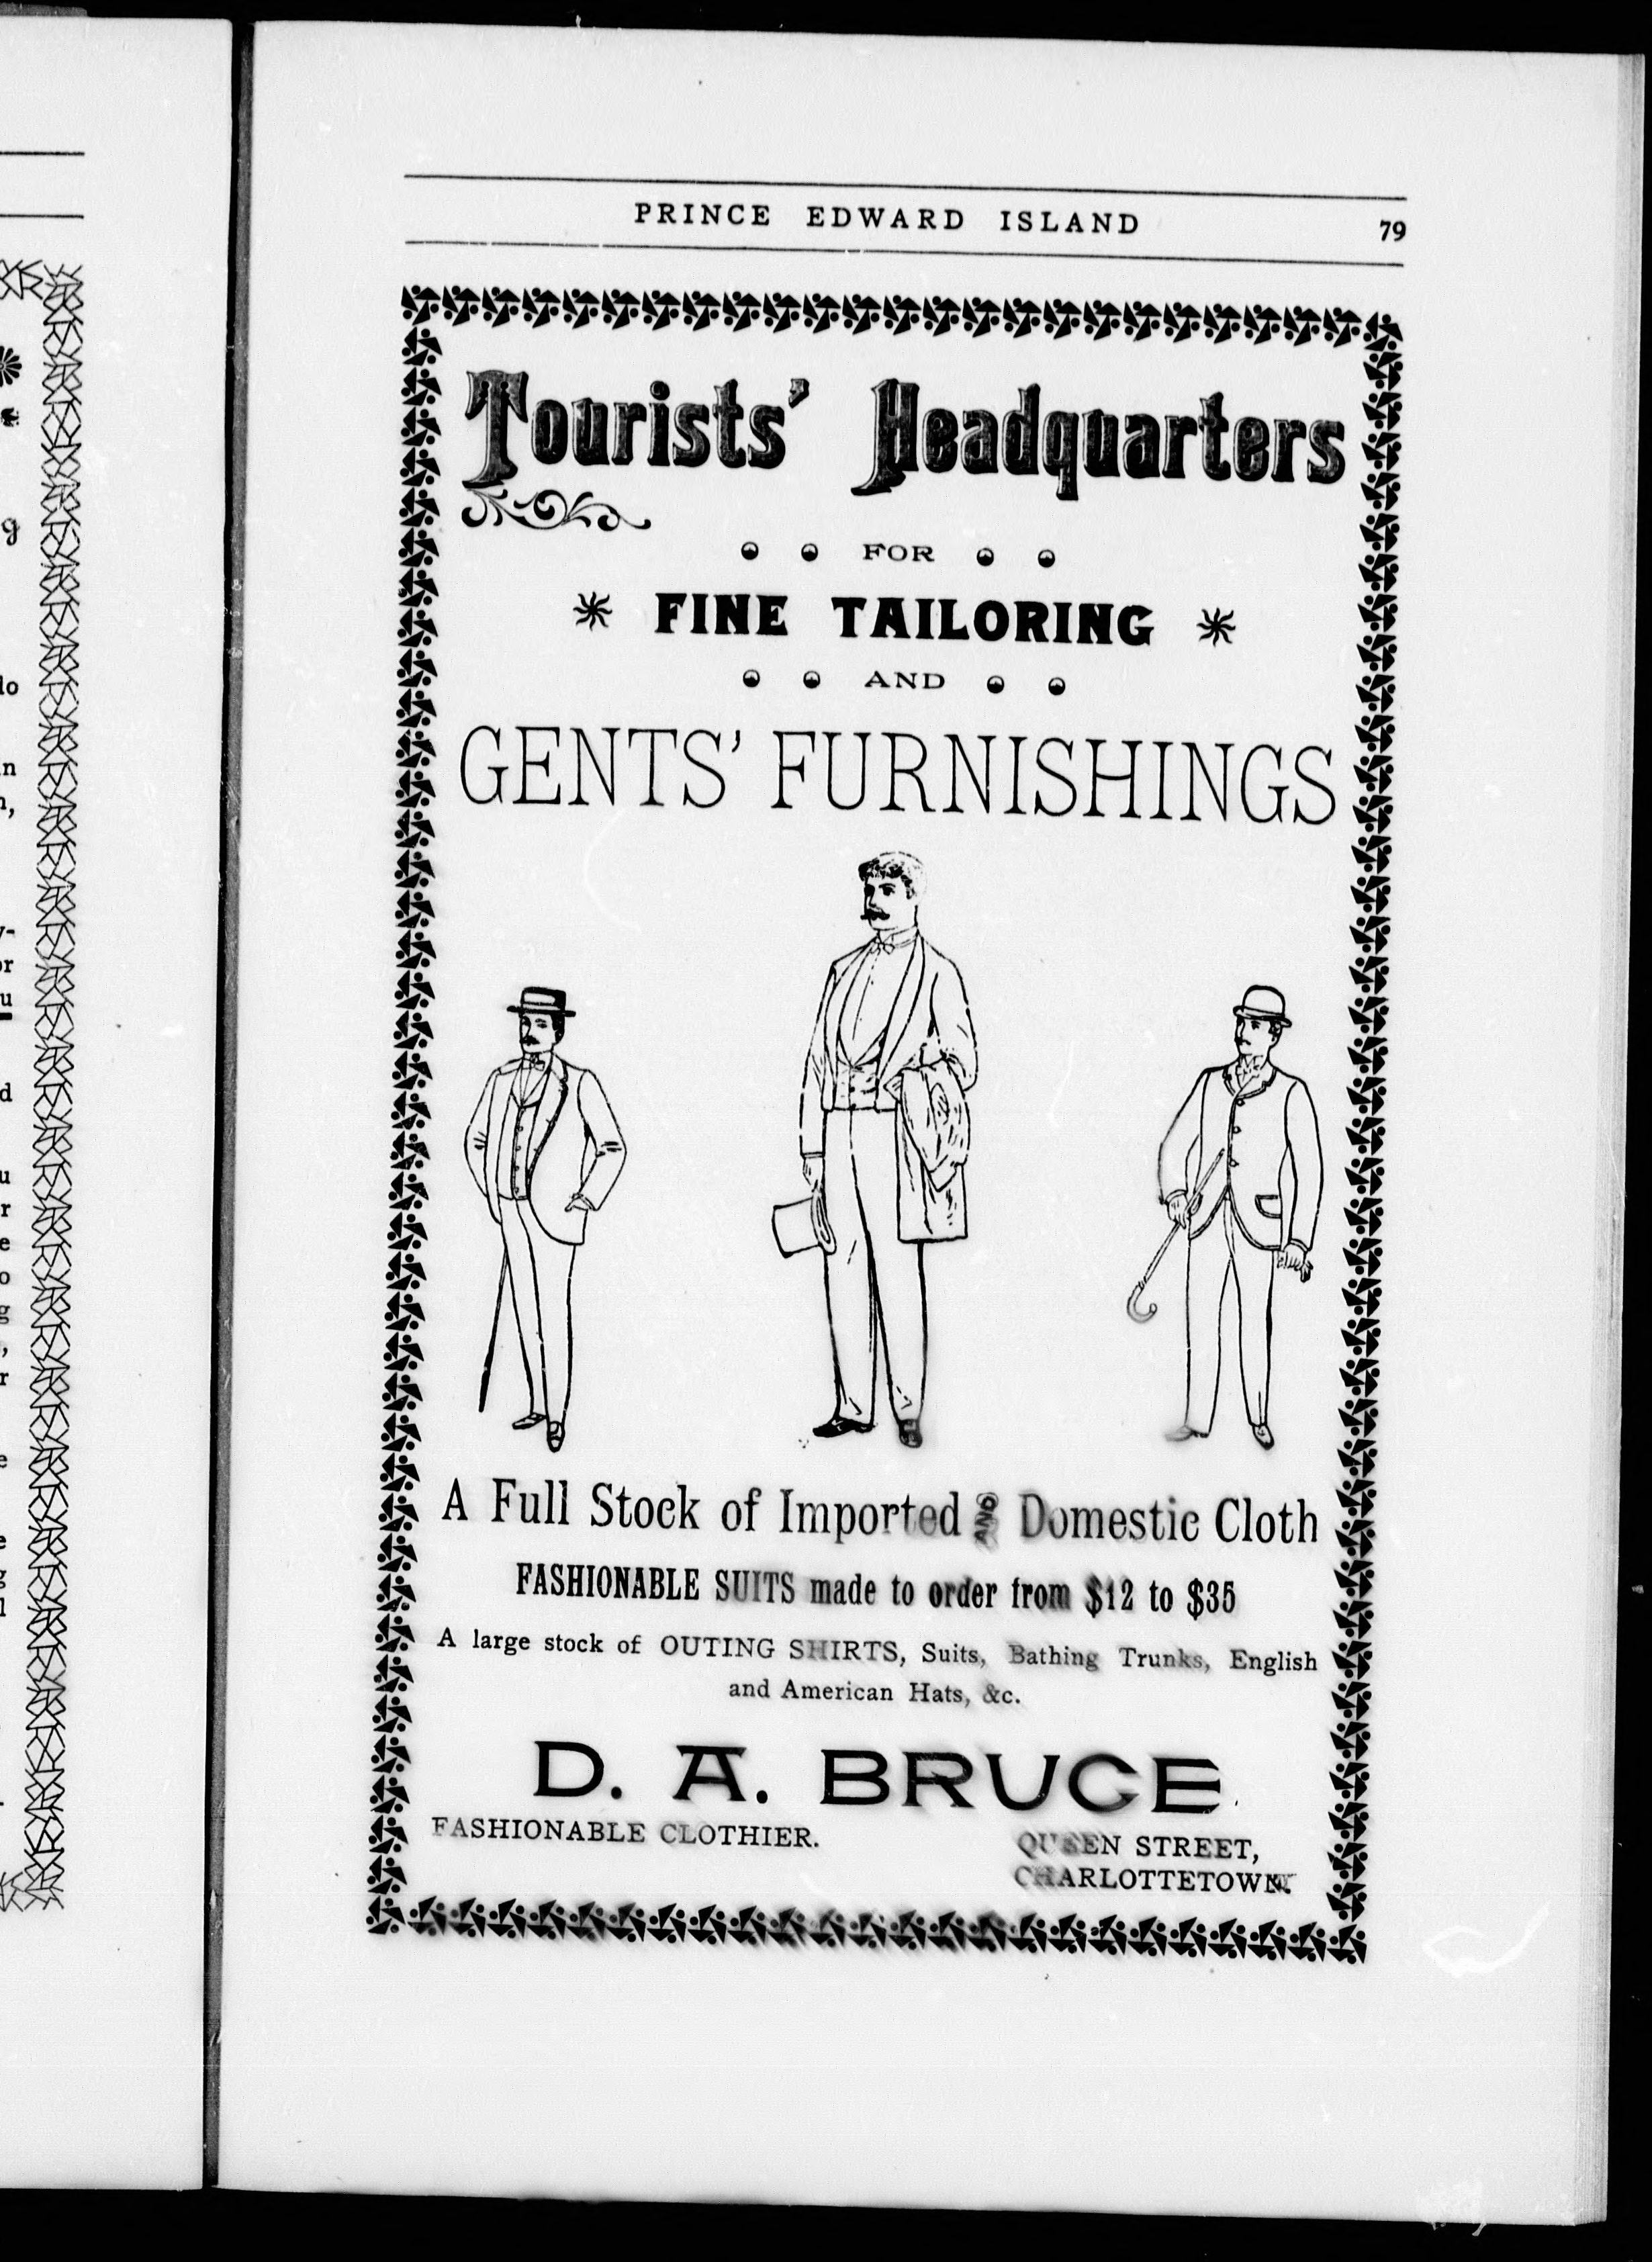 PRINCE EDWARD ISLAND 79
Tourists' Headquarters
FOR
FINE TAILORING
AND
GENTS' FURNISHINGS
A Full Stock of Imported AND Domestic Cloth
FASHIONABLE SUITS made to order from $12 to $35
A large stock of OUTING SHIRTS, Suits, Bathing Trunks, English
and American Hats, &c.
D. A. BRUCE.
FASHIONABLE CLOTHIER.
QUEEN STREET,
CHARLOTTETOWN.